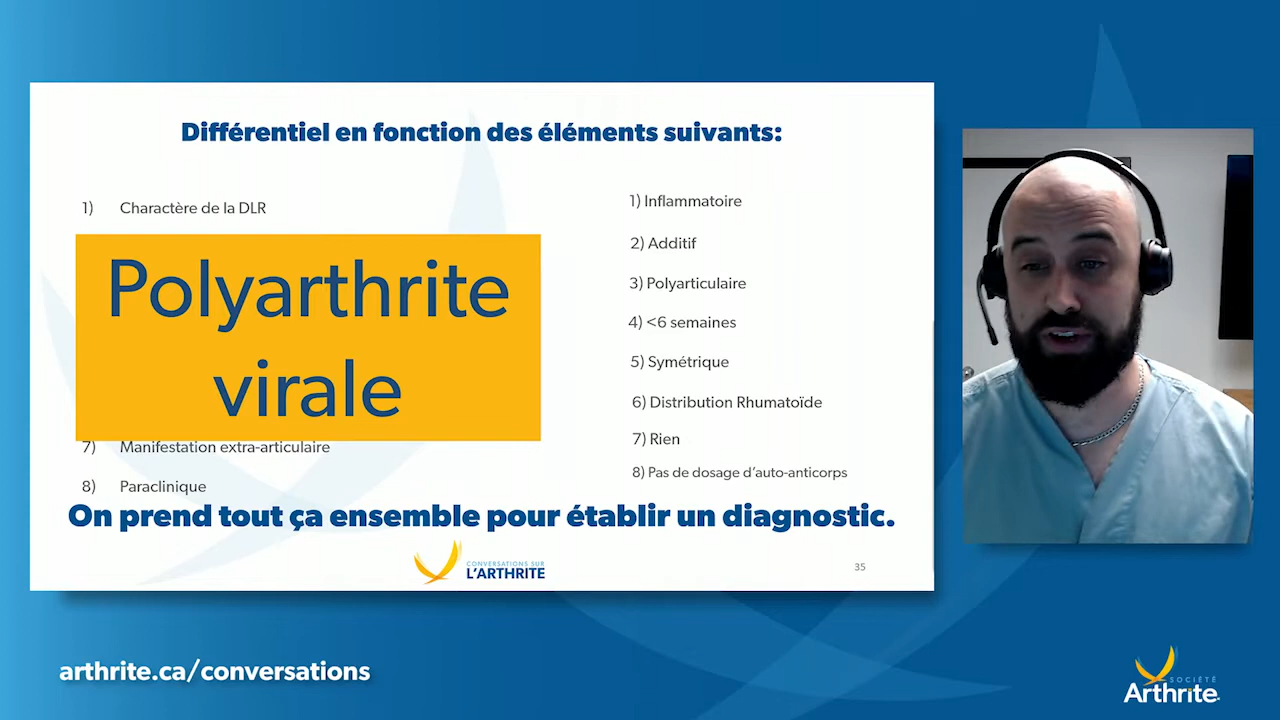 Différentiel en fonction des éléments suivants:
1) Charactère de la DLR
Polyarthrite
virale
7) Manifestation extra-articulaire
8) Paraclinique
1) Inflammatoire
2) Additif
3) Polyarticulaire
4) <6 semaines
5) Symétrique
6) Distribution Rhumatoïde
7) Rien
8) Pas de dosage d'auto-anticorps
On prend tout ça ensemble pour établir un diagnostic.
CONVERSATIONS SUR
L'ARTHRITE
35
arthrite.ca/conversations
SOCIÉTÉ
Arthrite